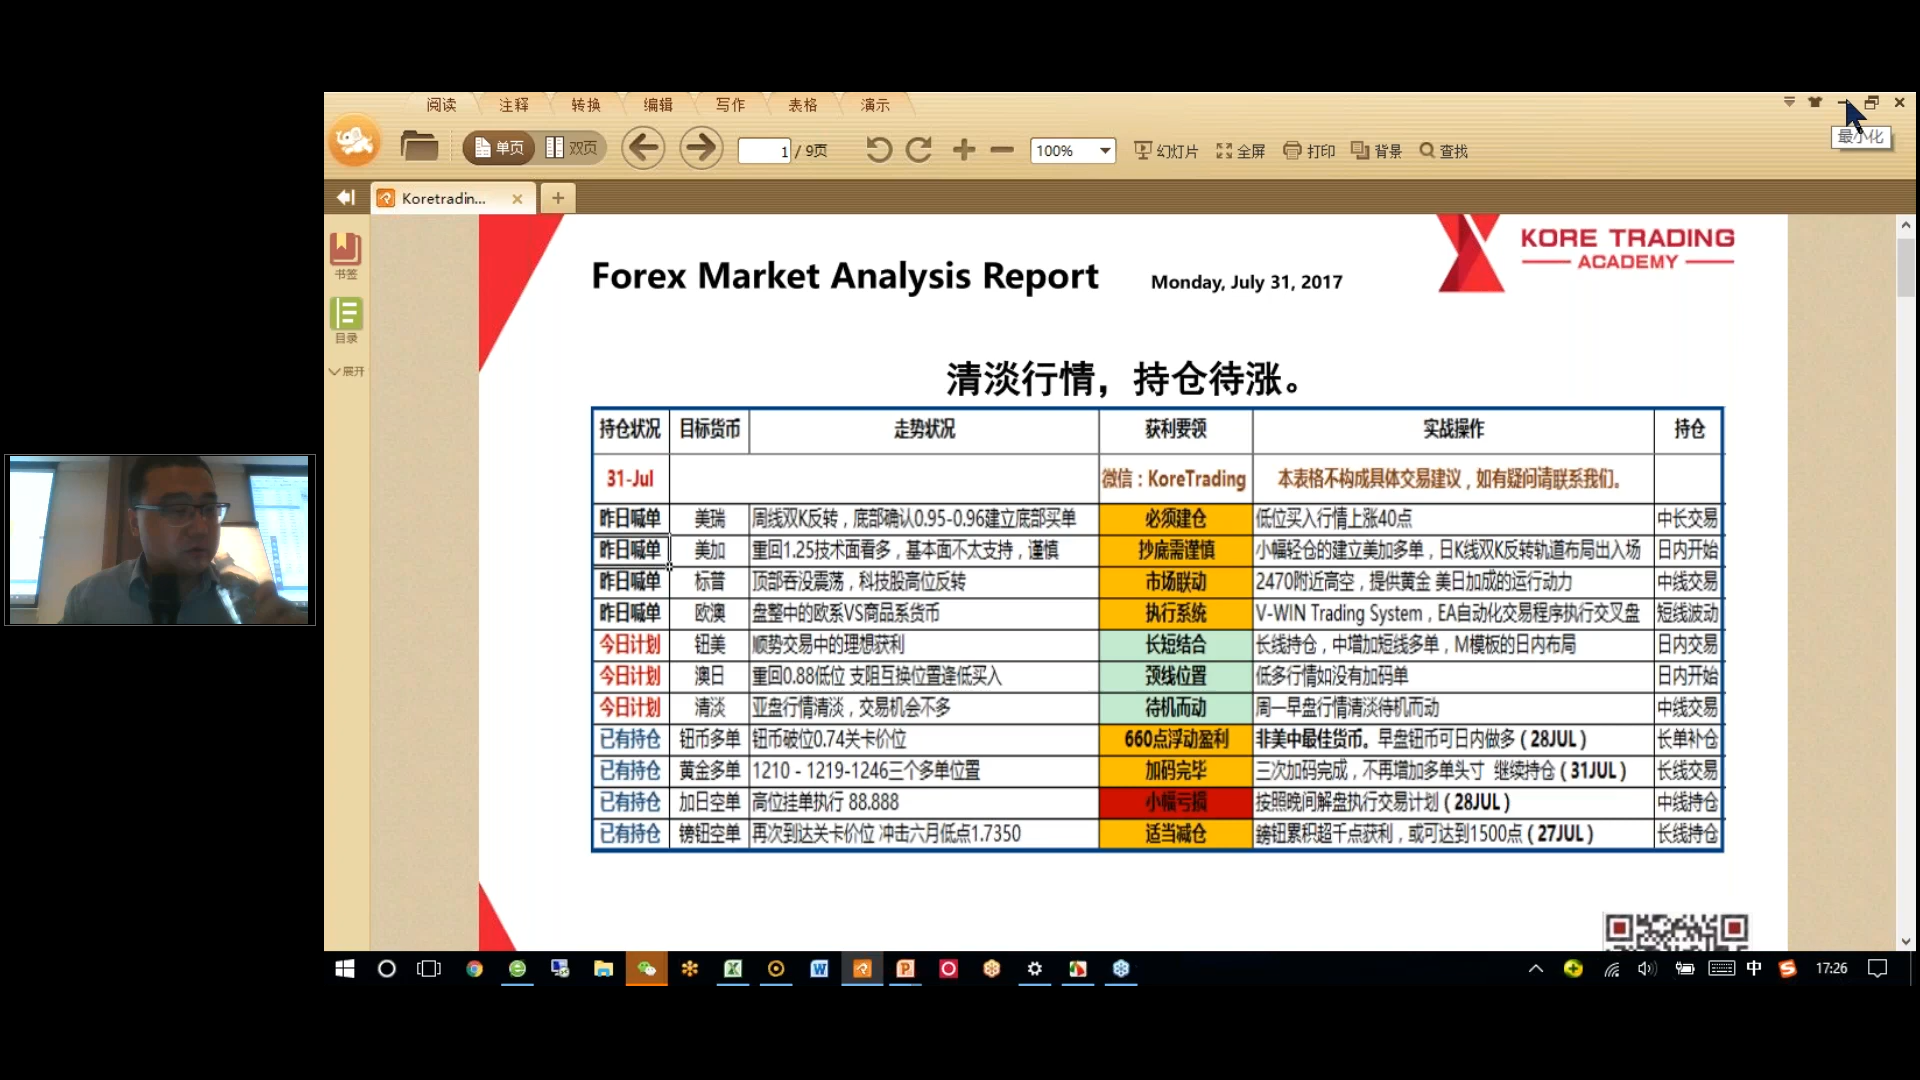 阅读 注释 转换 编辑 写作 表格 演示
单页 双页 1 / 9页 100% 幻灯片 全屏 打印 背景 查找
最小化
Koretradin...
书签
目录
展开
KORE TRADING
ACADEMY
Forex Market Analysis Report Monday, July 31, 2017
清淡行情，持仓待涨。
持仓状况 目标货币 走势状况 获利要领 实战操作 持仓
31-Jul 微信：KoreTrading 本表格不构成具体交易建议，如有疑问请联系我们。
昨日喊单 美瑞 周线双K反转，底部确认0.95-0.96建立底部买单 必须建仓 低位买入行情上涨40点 中长交易
昨日喊单 美加 重回1.25技术面看多，基本面不太支持，谨慎 抄底需谨慎 小幅轻仓的建立美加多单，日K线双K反转轨道布局出入场 日内开始
昨日喊单 标普 顶部吞没震荡，科技股高位反转 市场联动 2470附近高空，提供黄金 美日加成的运行动力 中线交易
昨日喊单 欧澳 盘整中的欧系VS商品系货币 执行系统 V-WIN Trading System，EA自动化交易程序执行交叉盘 短线波动
今日计划 钮美 顺势交易中的理想获利 长短结合 长线持仓，中增加短线多单，M模板的日内布局 日内交易
今日计划 澳日 重回0.88低位 支阻互换位置逢低买入 颈线位置 低多行情如没有加码单 日内开始
今日计划 清淡 亚盘行情清淡，交易机会不多 待机而动 周一早盘行情清淡待机而动 中线交易
已有持仓 钮币多单 钮币破位0.74关卡价位 660点浮动盈利 非美中最佳货币。早盘钮币可日内做多（28JUL） 长单补仓
已有持仓 黄金多单 1210 - 1219-1246三个多单位置 加码完毕 三次加码完成，不再增加多单头寸 继续持仓（31JUL） 长线交易
已有持仓 加日空单 高位挂单执行 88.888 小幅亏损 按照晚间解盘执行交易计划（28JUL） 中线持仓
已有持仓 镑钮空单 再次到达关卡价位 冲击六月低点1.7350 适当减仓 镑钮累积超千点获利，或可达到1500点（27JUL） 长线持仓
中 17:26